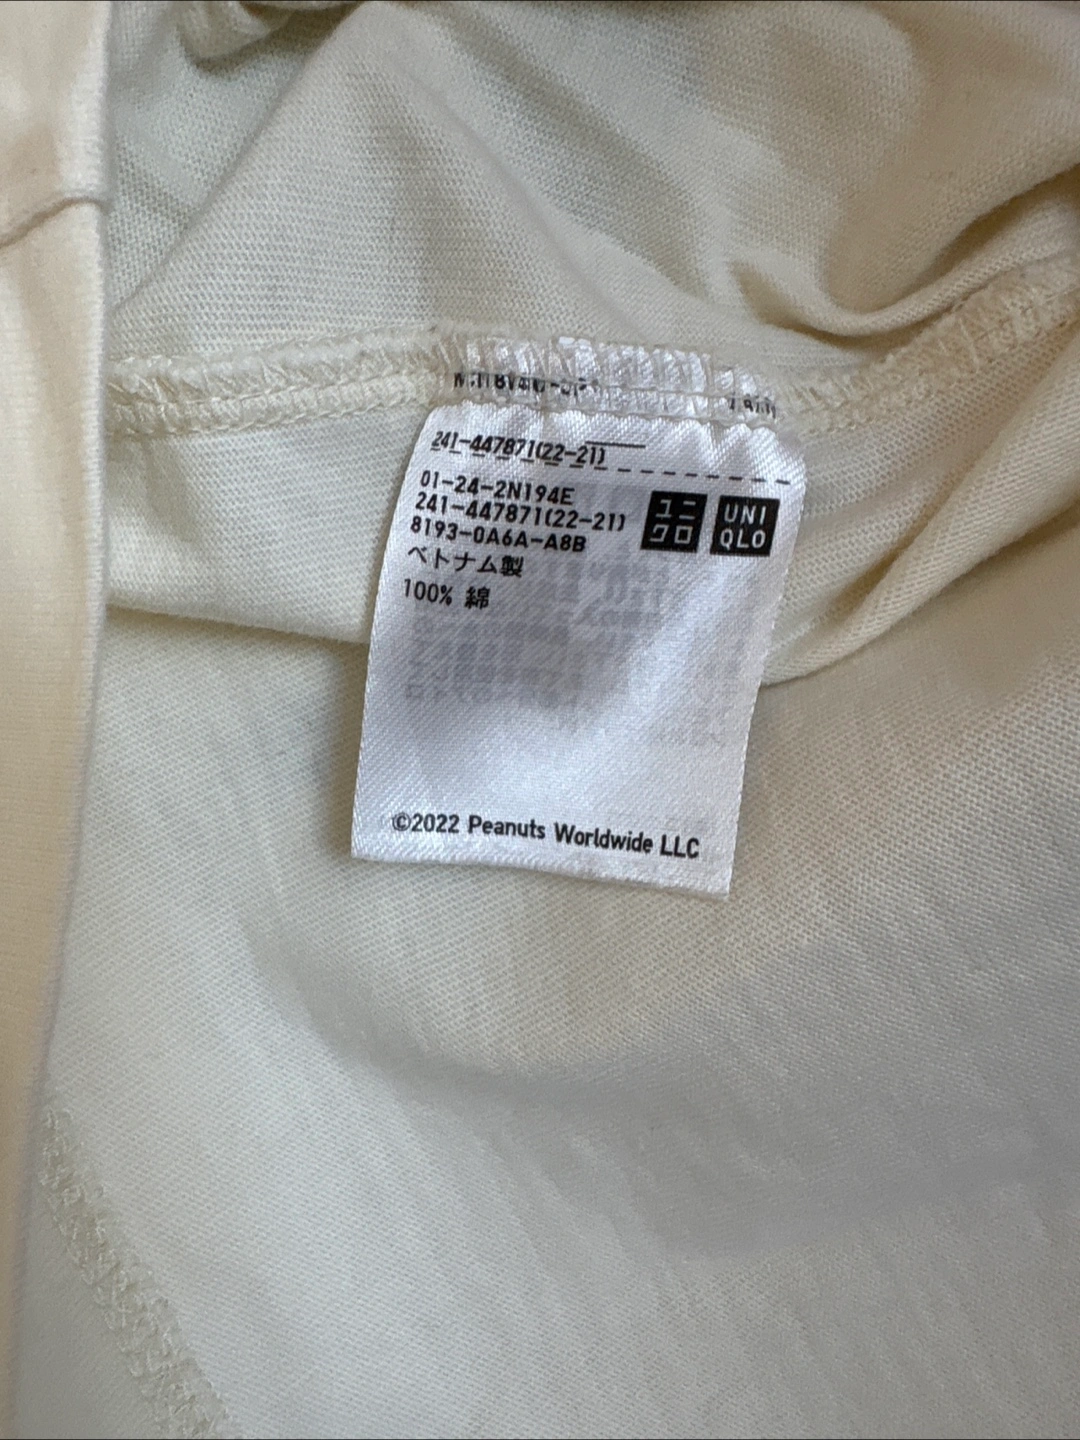 241-447871(22-21)
01-24-2N194E
241-447871(22-21)
8193-0A6A-A8B
ベトナム製
100% 綿
ユニ
クロ
UNI
QLO
©2022 Peanuts Worldwide LLC